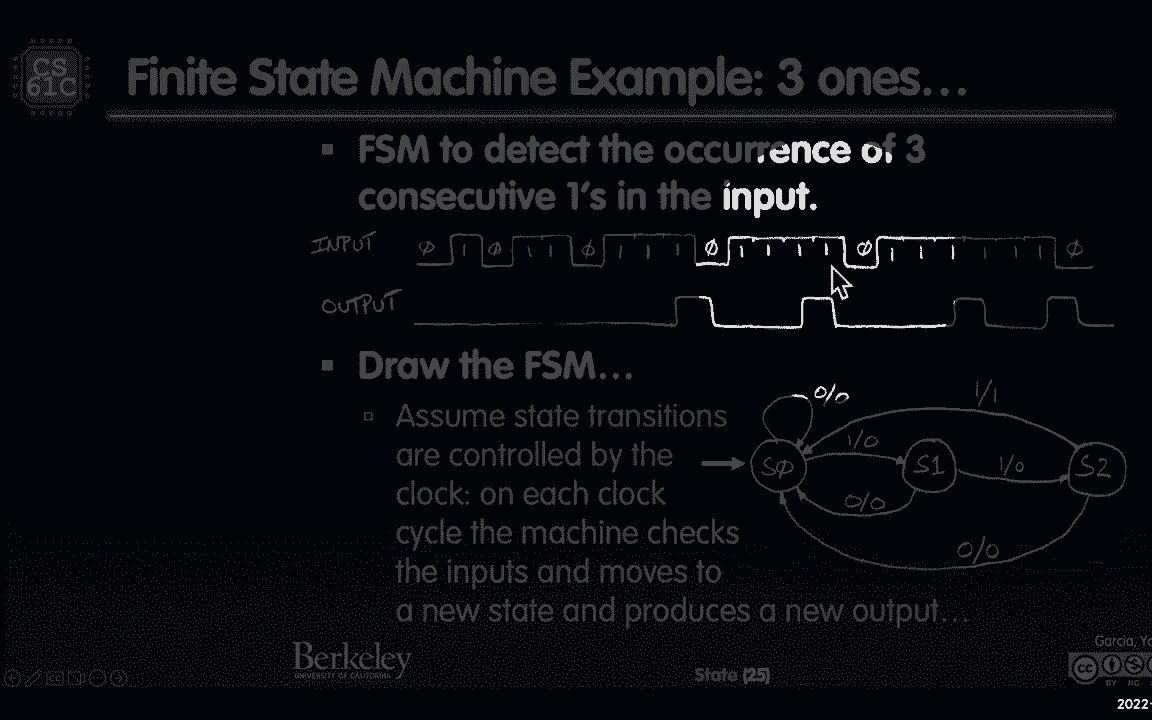 CS
61C
Finite State Machine Example: 3 ones…
FSM to detect the occurrence of 3
consecutive 1's in the input.
INPUT φ 1 φ 1 1 φ 1 1 1 φ 1 1 1 1 φ 1 1 1 1 1 1 φ
OUTPUT
Draw the FSM…
Assume state transitions
are controlled by the
clock: on each clock
cycle the machine checks
the inputs and moves to
a new state and produces a new output…
0/0
1/1
1/0
Sφ
S1
1/0
S2
0/0
0/0
Berkeley
UNIVERSITY OF CALIFORNIA
State (25)
Garcia,
cc
BY NC
2022-